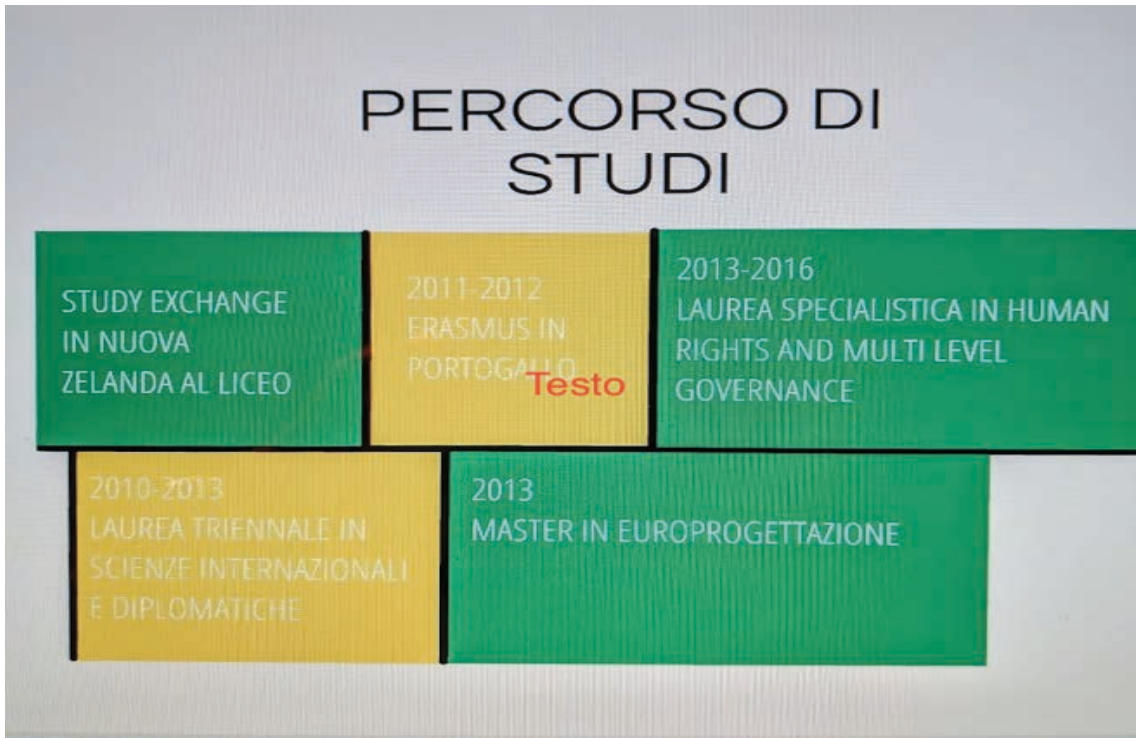 PERCORSO DI
STUDI
STUDY EXCHANGE
IN NUOVA
ZELANDA AL LICEO
2011-2012
ERASMUS IN
PORTOGALLO
Testo
2013-2016
LAUREA SPECIALISTICA IN HUMAN
RIGHTS AND MULTI LEVEL
GOVERNANCE
2010-2013
LAUREA TRIENNALE IN
SCIENZE INTERNAZIONALI
E DIPLOMATICHE
2013
MASTER IN EUROPROGETTAZIONE